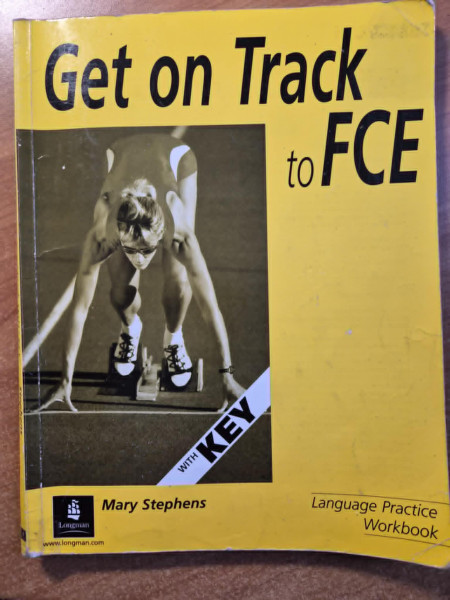 Get on Track
to FCE
WITH KEY
Mary Stephens
Longman
www.longman.com
Language Practice
Workbook